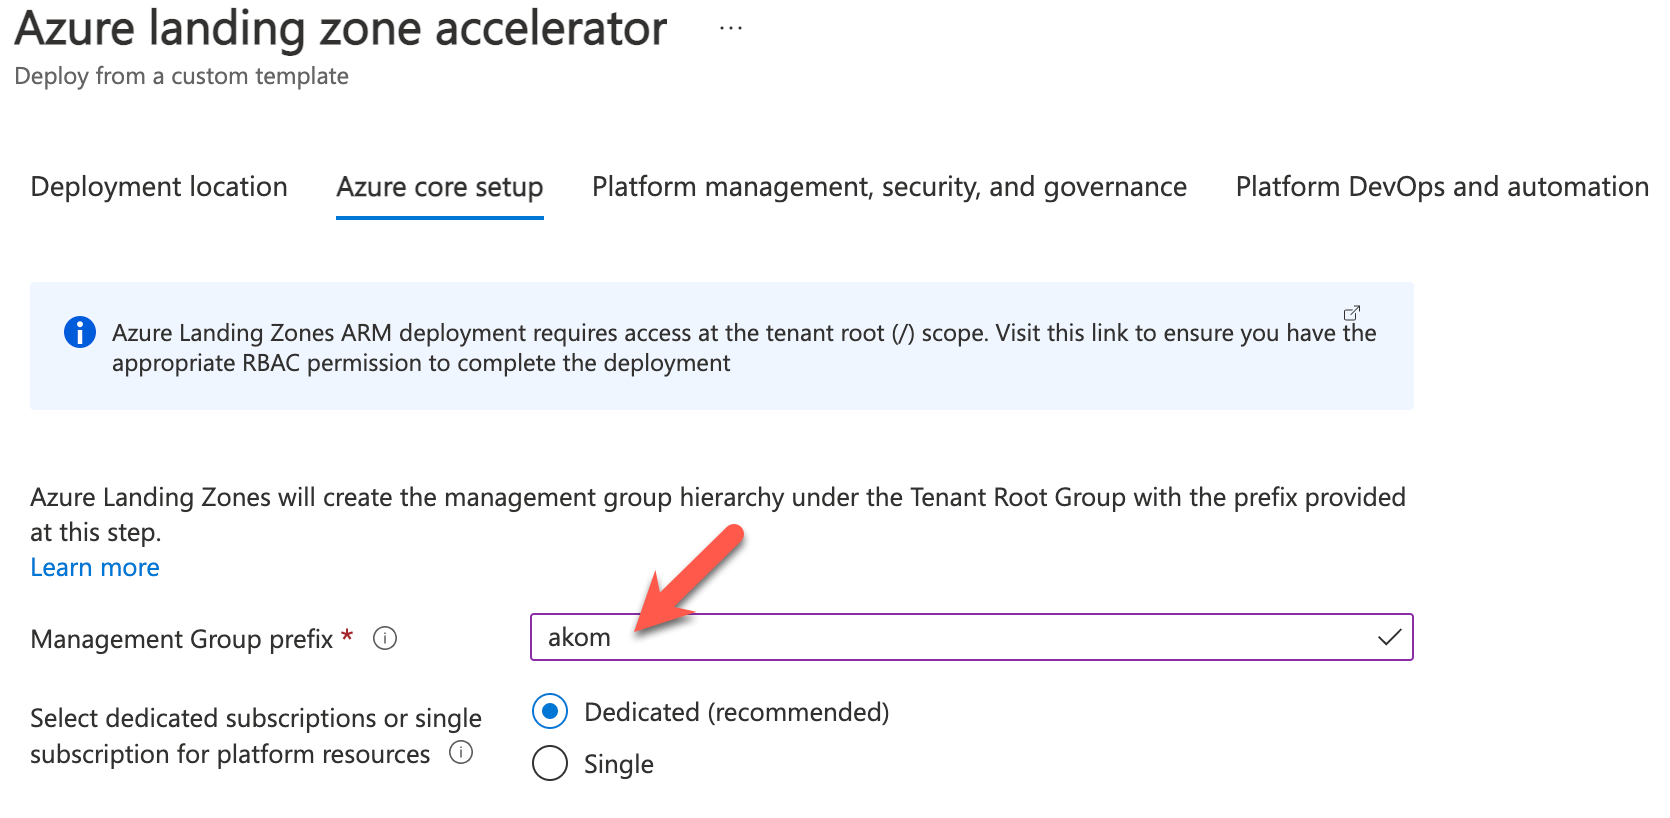 Azure landing zone accelerator ...
Deploy from a custom template
Deployment location Azure core setup Platform management, security, and governance Platform DevOps and automation
Azure Landing Zones ARM deployment requires access at the tenant root (/) scope. Visit this link to ensure you have the
appropriate RBAC permission to complete the deployment
Azure Landing Zones will create the management group hierarchy under the Tenant Root Group with the prefix provided
at this step.
Learn more
Management Group prefix *
akom
Select dedicated subscriptions or single
subscription for platform resources
Dedicated (recommended)
Single